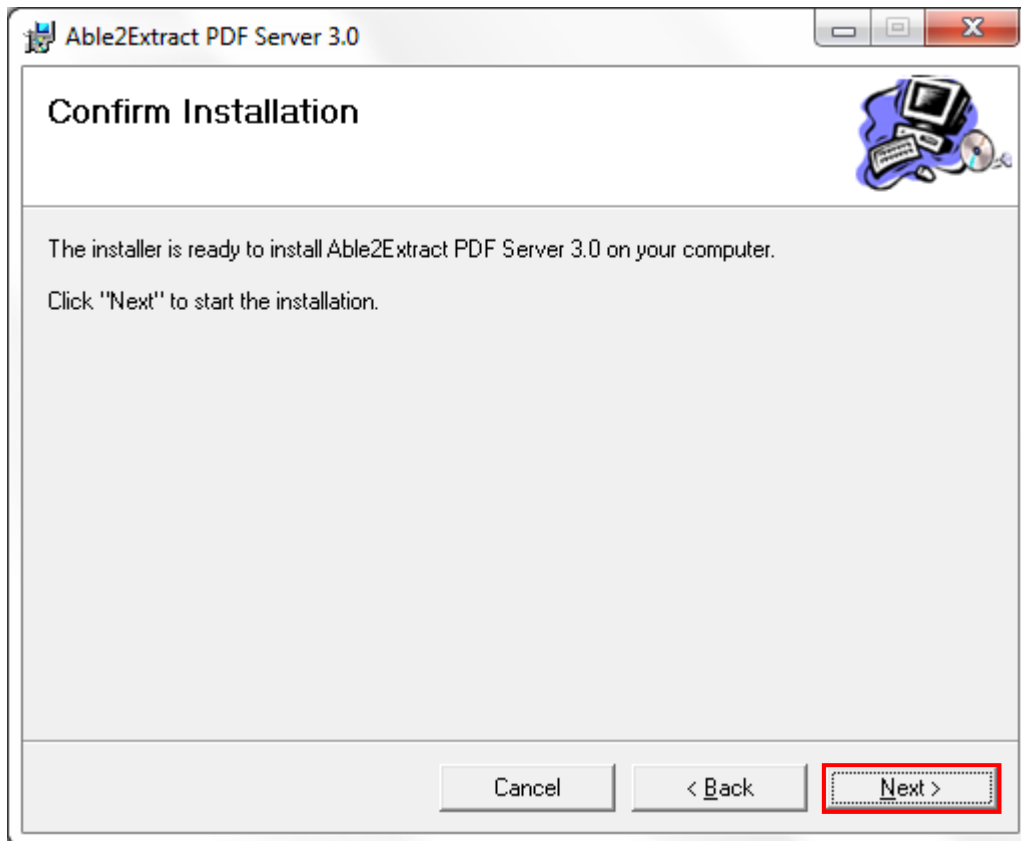 Able2Extract PDF Server 3.0
Confirm Installation
The installer is ready to install Able2Extract PDF Server 3.0 on your computer.
Click "Next" to start the installation.
Cancel
< Back
Next >